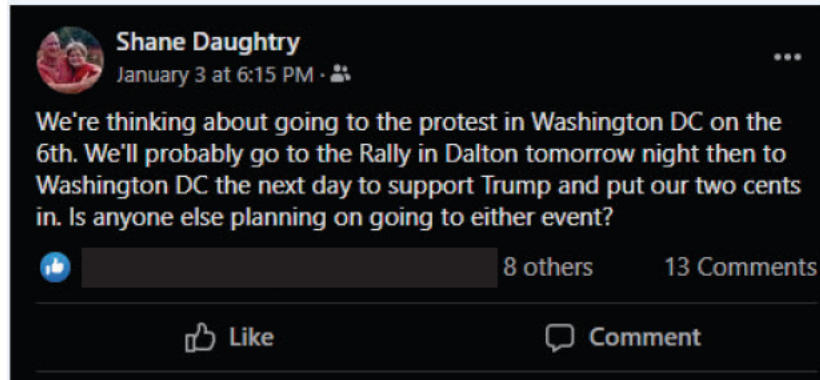 Shane Daughtry
January 3 at 6:15 PM ·
We're thinking about going to the protest in Washington DC on the
6th. We'll probably go to the Rally in Dalton tomorrow night then to
Washington DC the next day to support Trump and put our two cents
in. Is anyone else planning on going to either event?
8 others 13 Comments
Like Comment